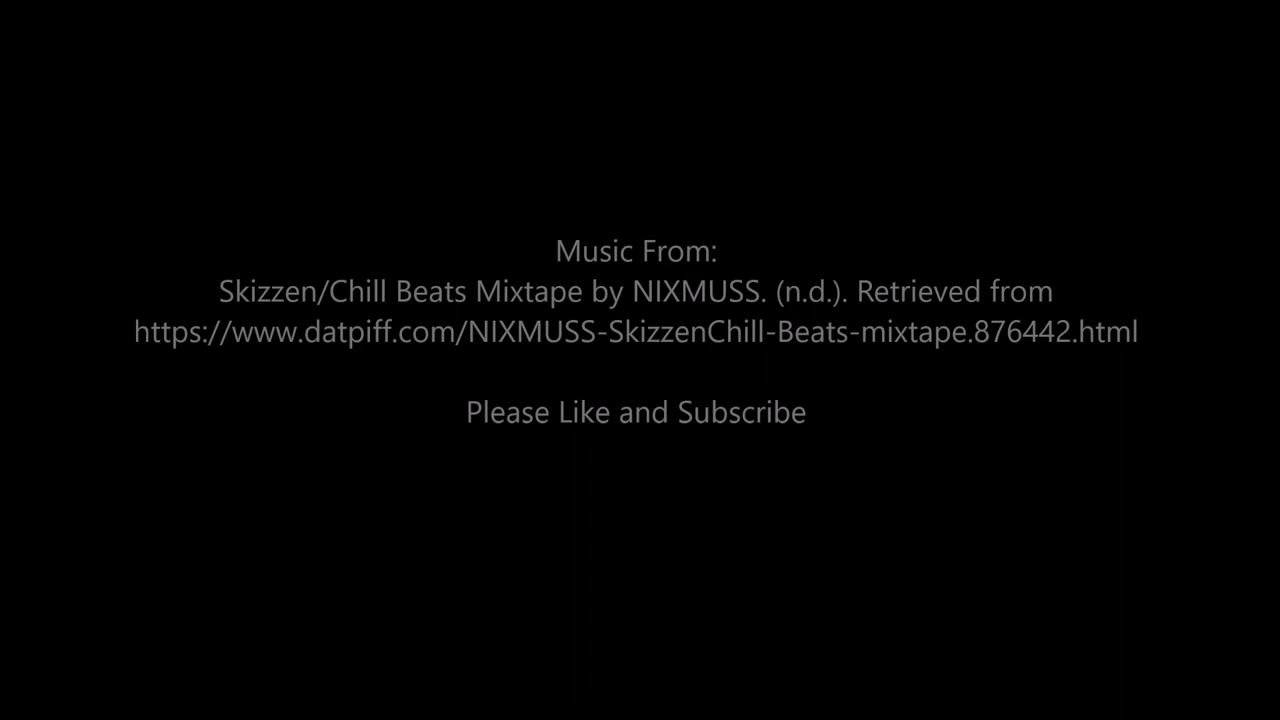 Music From:
Skizzen/Chill Beats Mixtape by NIXMUSS. (n.d.). Retrieved from
https://www.datpiff.com/NIXMUSS-SkizzenChill-Beats-mixtape.876442.html
Please Like and Subscribe